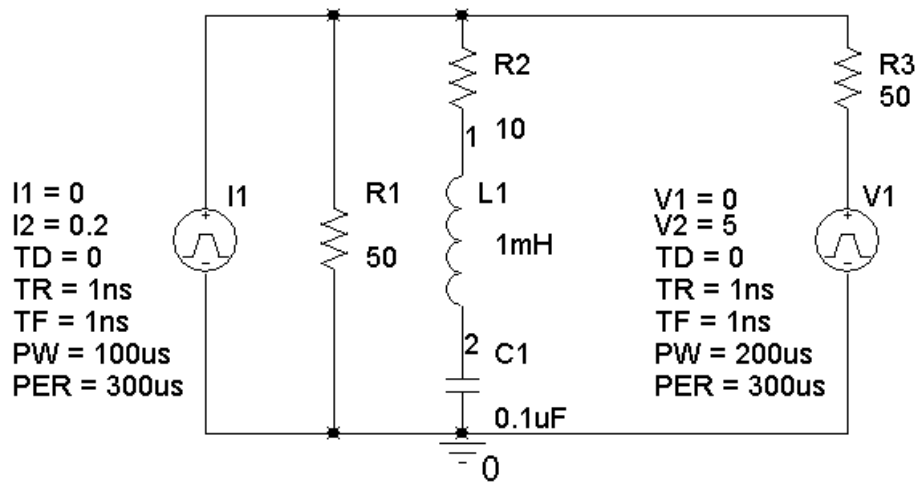 R2
10
1
R3
50
I1 = 0
I2 = 0.2
TD = 0
TR = 1ns
TF = 1ns
PW = 100us
PER = 300us
I1
R1
50
L1
1mH
V1 = 0
V2 = 5
TD = 0
TR = 1ns
TF = 1ns
PW = 200us
PER = 300us
V1
2
C1
0.1uF
0